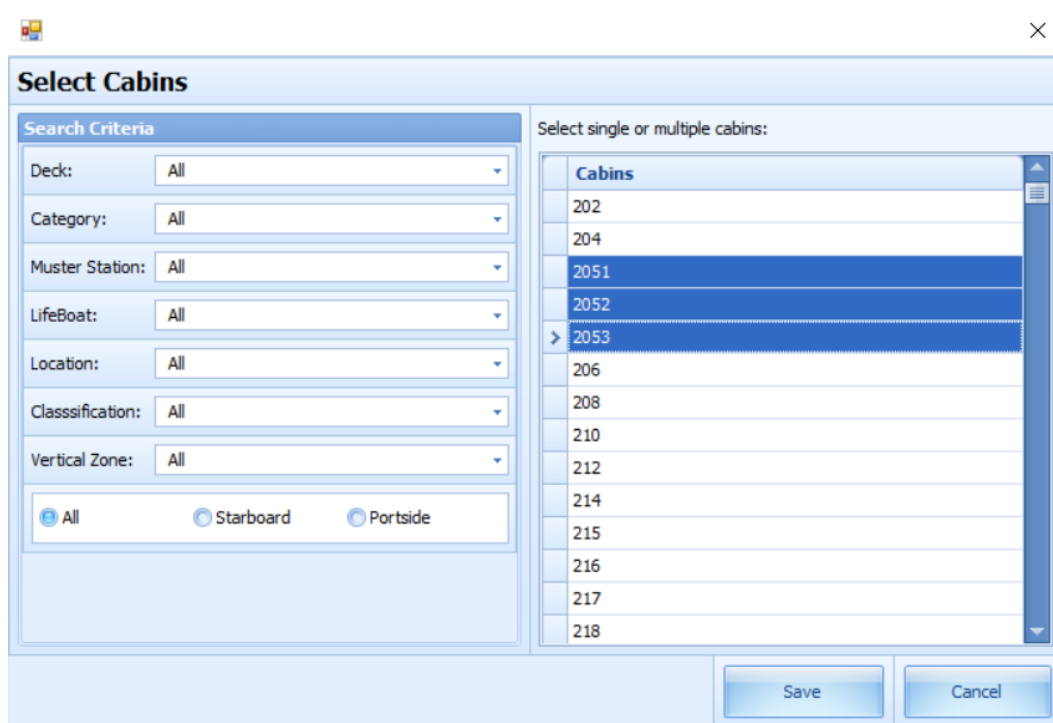 Select Cabins
Search Criteria
Deck: All
Category: All
Muster Station: All
LifeBoat: All
Location: All
Classsification: All
Vertical Zone: All
All Starboard Portside
Select single or multiple cabins:
Cabins
202
204
2051
2052
2053
206
208
210
212
214
215
216
217
218
Save Cancel